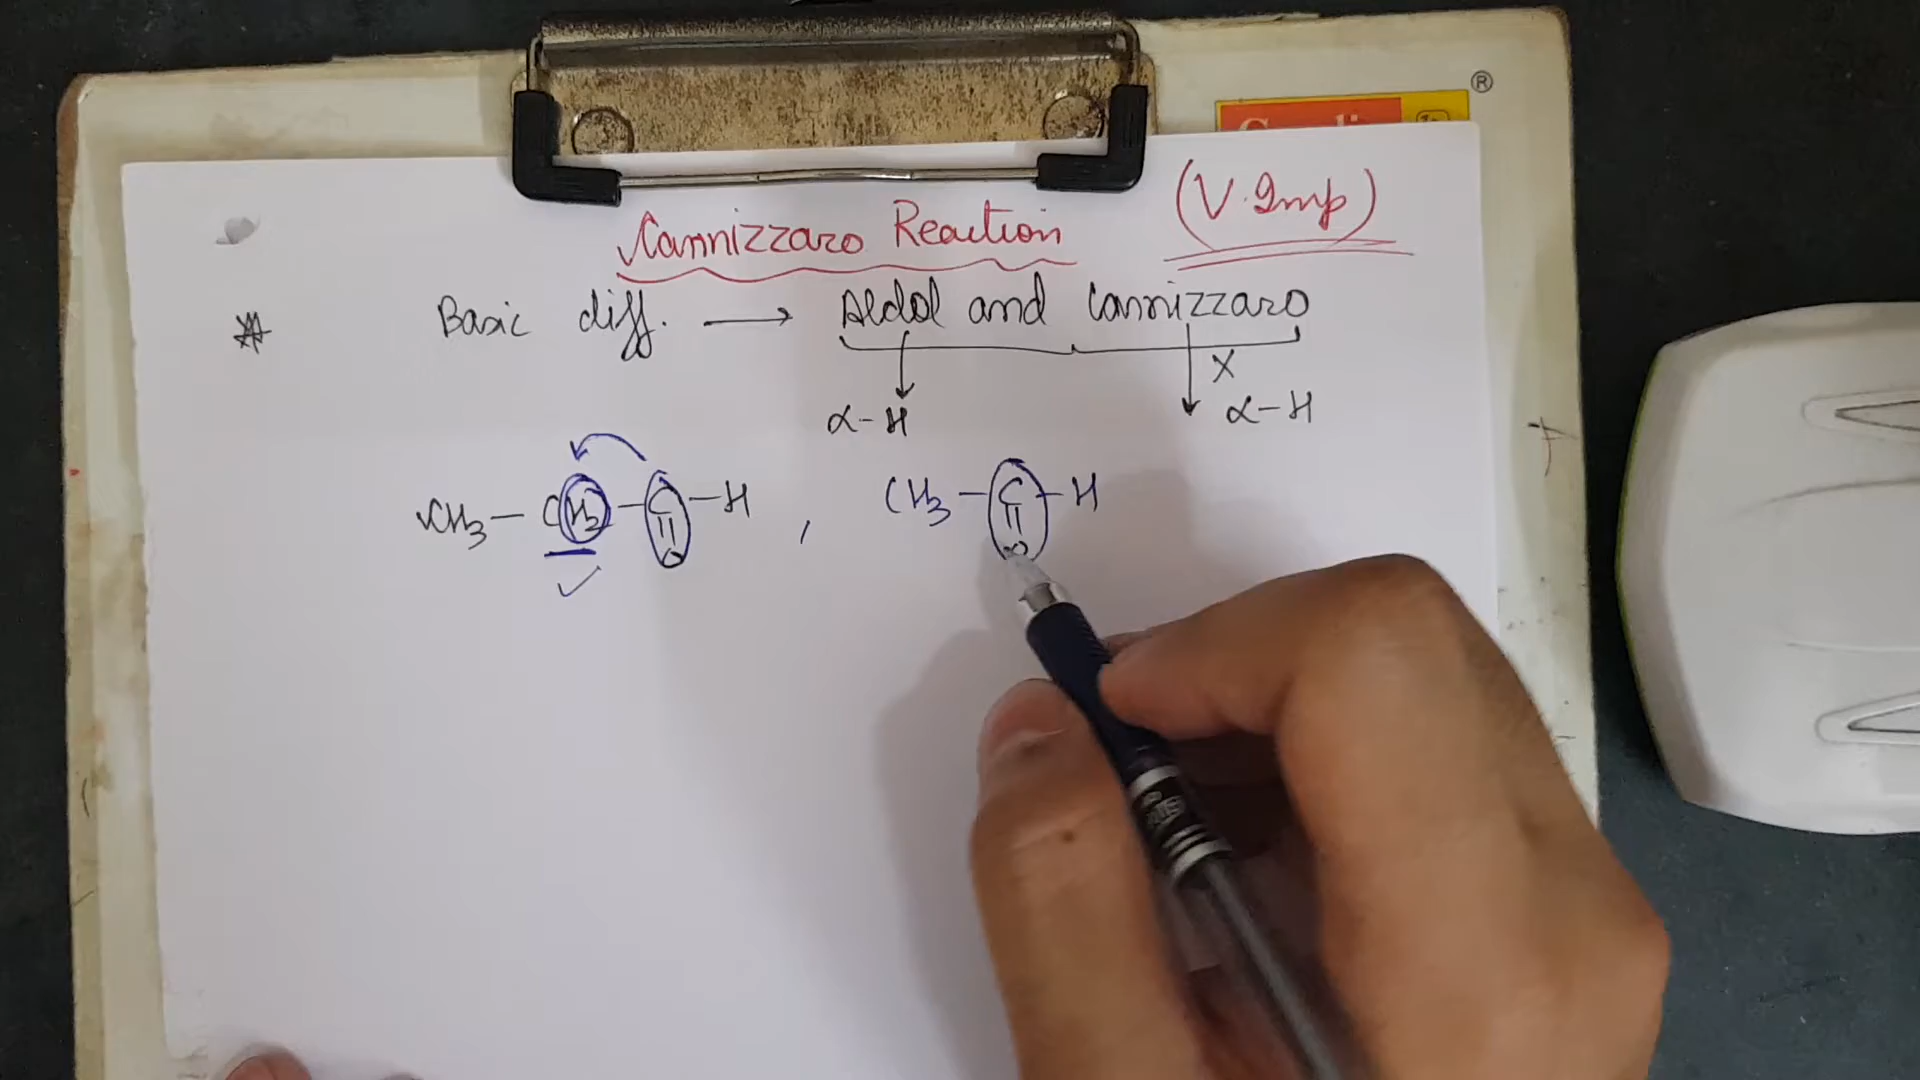 Cannizzaro Reaction (V. Imp)
Basic diff. → Aldol and Cannizzaro
X
α-H α-H
CH3 - CH2 - C - H , CH3 - C - H
|| ||
O O